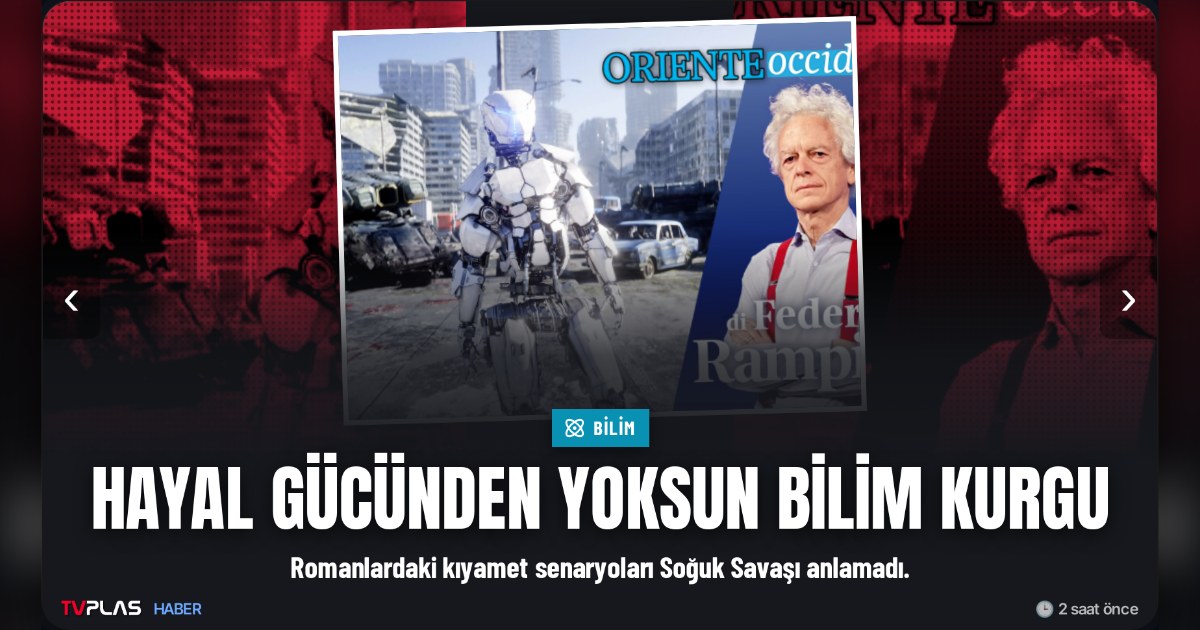 ORIENTE occid
di Feder
Rampi
BİLİM
HAYAL GÜCÜNDEN YOKSUN BİLİM KURGU
Romanlardaki kıyamet senaryoları Soğuk Savaşı anlamadı.
TVPLAS HABER
2 saat önce